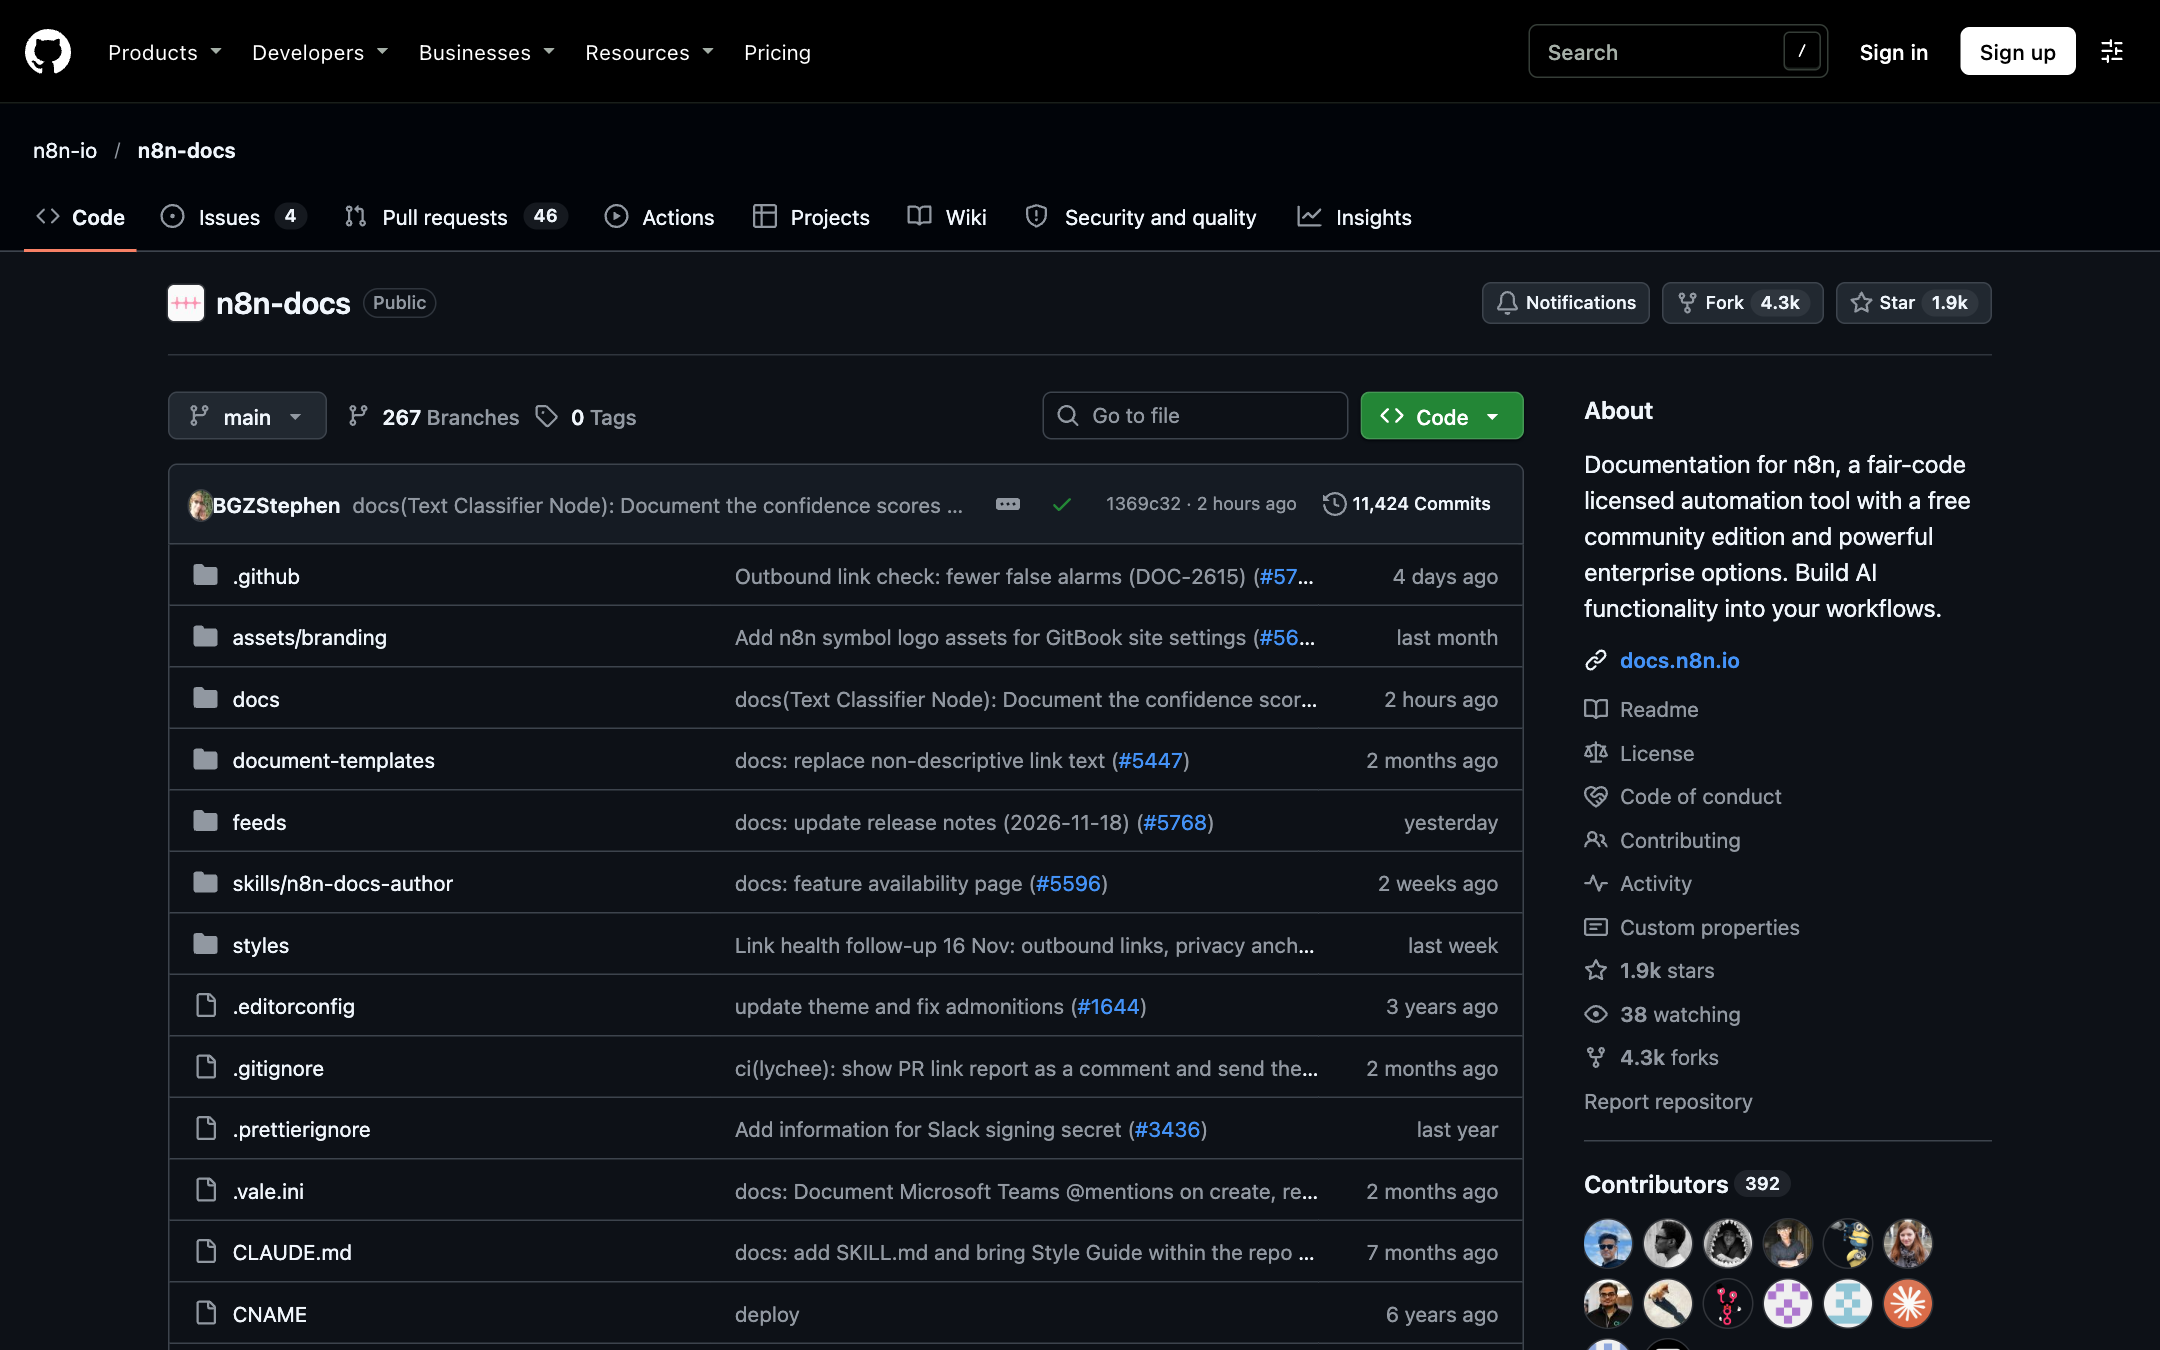 Products Developers Businesses Resources Pricing Search / Sign in Sign up
n8n-io / n8n-docs
Code Issues 4 Pull requests 46 Actions Projects Wiki Security and quality Insights
n8n-docs Public Notifications Fork 4.3k Star 1.9k
main 267 Branches 0 Tags Go to file Code
BGZStephen docs(Text Classifier Node): Document the confidence scores ... 1369c32 · 2 hours ago 11,424 Commits
.github Outbound link check: fewer false alarms (DOC-2615) (#57... 4 days ago
assets/branding Add n8n symbol logo assets for GitBook site settings (#56... last month
docs docs(Text Classifier Node): Document the confidence scor... 2 hours ago
document-templates docs: replace non-descriptive link text (#5447) 2 months ago
feeds docs: update release notes (2026-11-18) (#5768) yesterday
skills/n8n-docs-author docs: feature availability page (#5596) 2 weeks ago
styles Link health follow-up 16 Nov: outbound links, privacy anch... last week
.editorconfig update theme and fix admonitions (#1644) 3 years ago
.gitignore ci(lychee): show PR link report as a comment and send the... 2 months ago
.prettierignore Add information for Slack signing secret (#3436) last year
.vale.ini docs: Document Microsoft Teams @mentions on create, re... 2 months ago
CLAUDE.md docs: add SKILL.md and bring Style Guide within the repo ... 7 months ago
CNAME deploy 6 years ago
About
Documentation for n8n, a fair-code
licensed automation tool with a free
community edition and powerful
enterprise options. Build AI
functionality into your workflows.
docs.n8n.io
Readme
License
Code of conduct
Contributing
Activity
Custom properties
1.9k stars
38 watching
4.3k forks
Report repository
Contributors 392